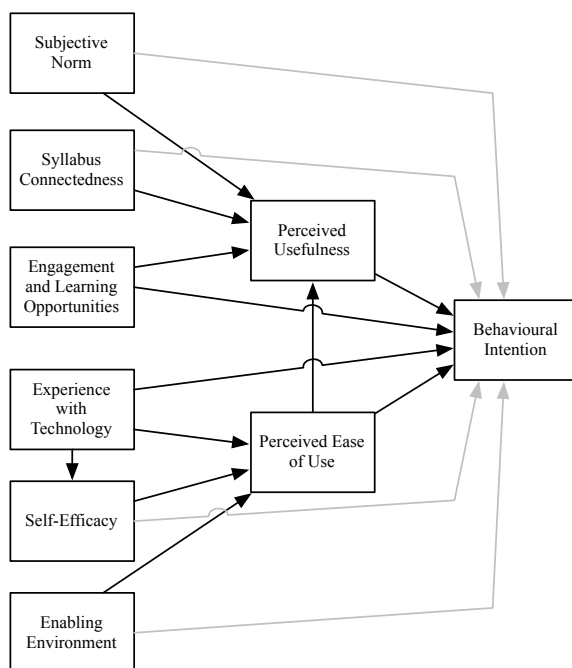 Subjective
Norm
Syllabus
Connectedness
Perceived
Usefulness
Engagement
and Learning
Opportunities
Behavioural
Intention
Experience
with
Technology
Perceived Ease
of Use
Self-Efficacy
Enabling
Environment